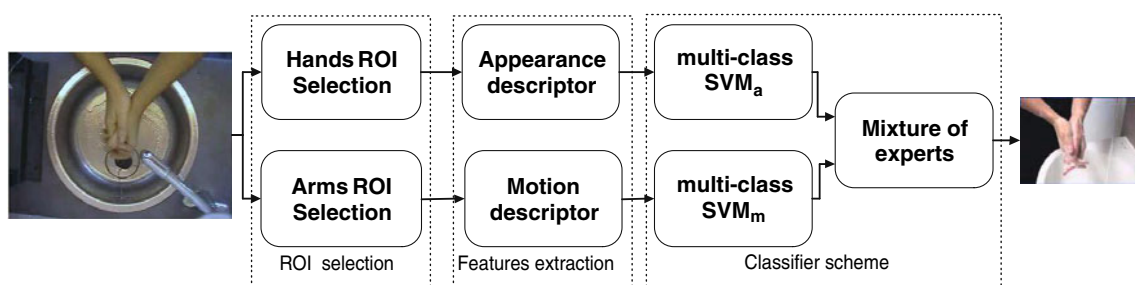 Hands ROI
Selection
Appearance
descriptor
multi-class
SVMa
Mixture of
experts
Arms ROI
Selection
Motion
descriptor
multi-class
SVMm
ROI selection
Features extraction
Classifier scheme